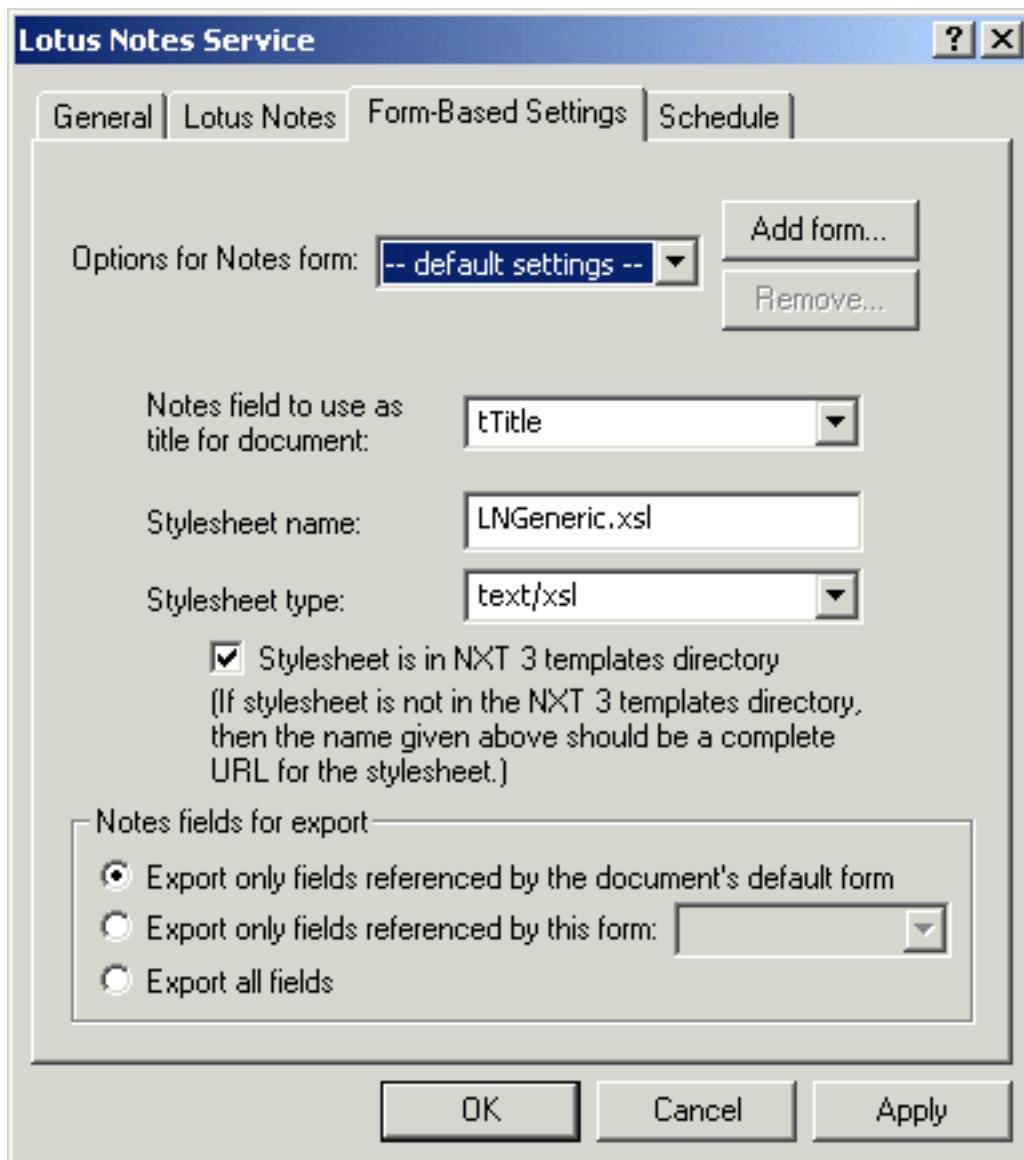 Lotus Notes Service
General
Lotus Notes
Form-Based Settings
Schedule
Options for Notes form:
-- default settings --
Add form...
Remove...
Notes field to use as
title for document:
tTitle
Stylesheet name:
LNGeneric.xsl
Stylesheet type:
text/xsl
Stylesheet is in NXT 3 templates directory
(If stylesheet is not in the NXT 3 templates directory,
then the name given above should be a complete
URL for the stylesheet.)
Notes fields for export
Export only fields referenced by the document's default form
Export only fields referenced by this form:
Export all fields
OK
Cancel
Apply